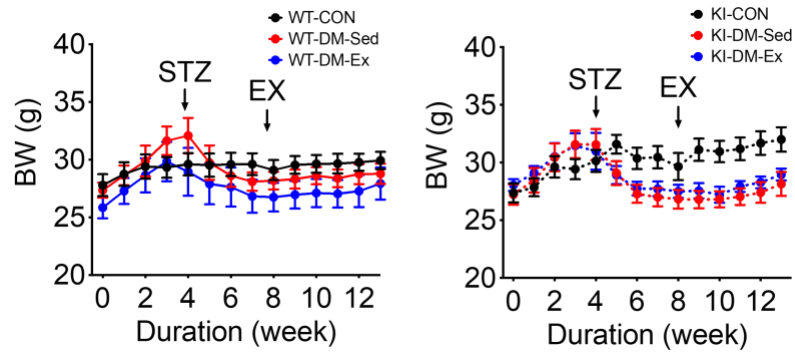 WT-CON
WT-DM-Sed
WT-DM-Ex
STZ
EX
BW (g)
40
35
30
25
20
0 2 4 6 8 10 12
Duration (week)
KI-CON
KI-DM-Sed
KI-DM-Ex
STZ
EX
BW (g)
40
35
30
25
20
0 2 4 6 8 10 12
Duration (week)